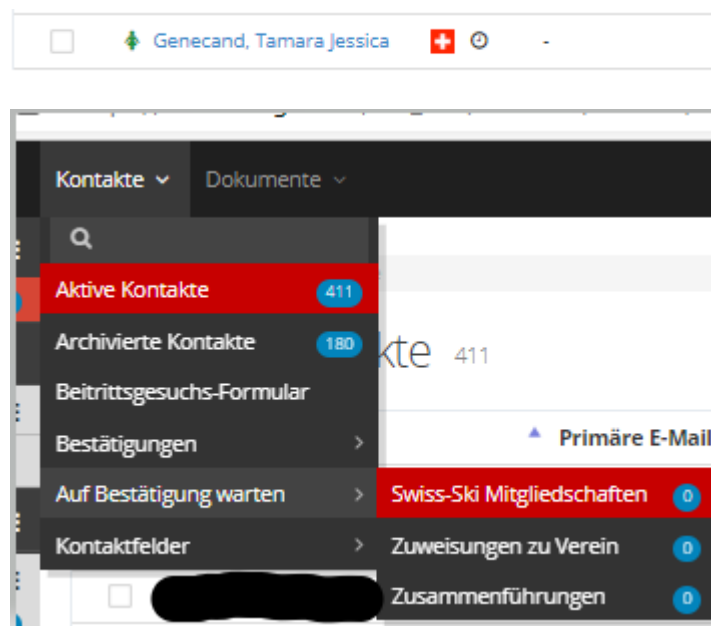 Genecand, Tamara Jessica -
Kontakte Dokumente
Aktive Kontakte 411
Archivierte Kontakte 180
kte 411
Beitrittsgesuchs-Formular
Bestätigungen
Primäre E-Mail
Auf Bestätigung warten
Swiss-Ski Mitgliedschaften 0
Kontaktfelder
Zuweisungen zu Verein 0
Zusammenführungen 0